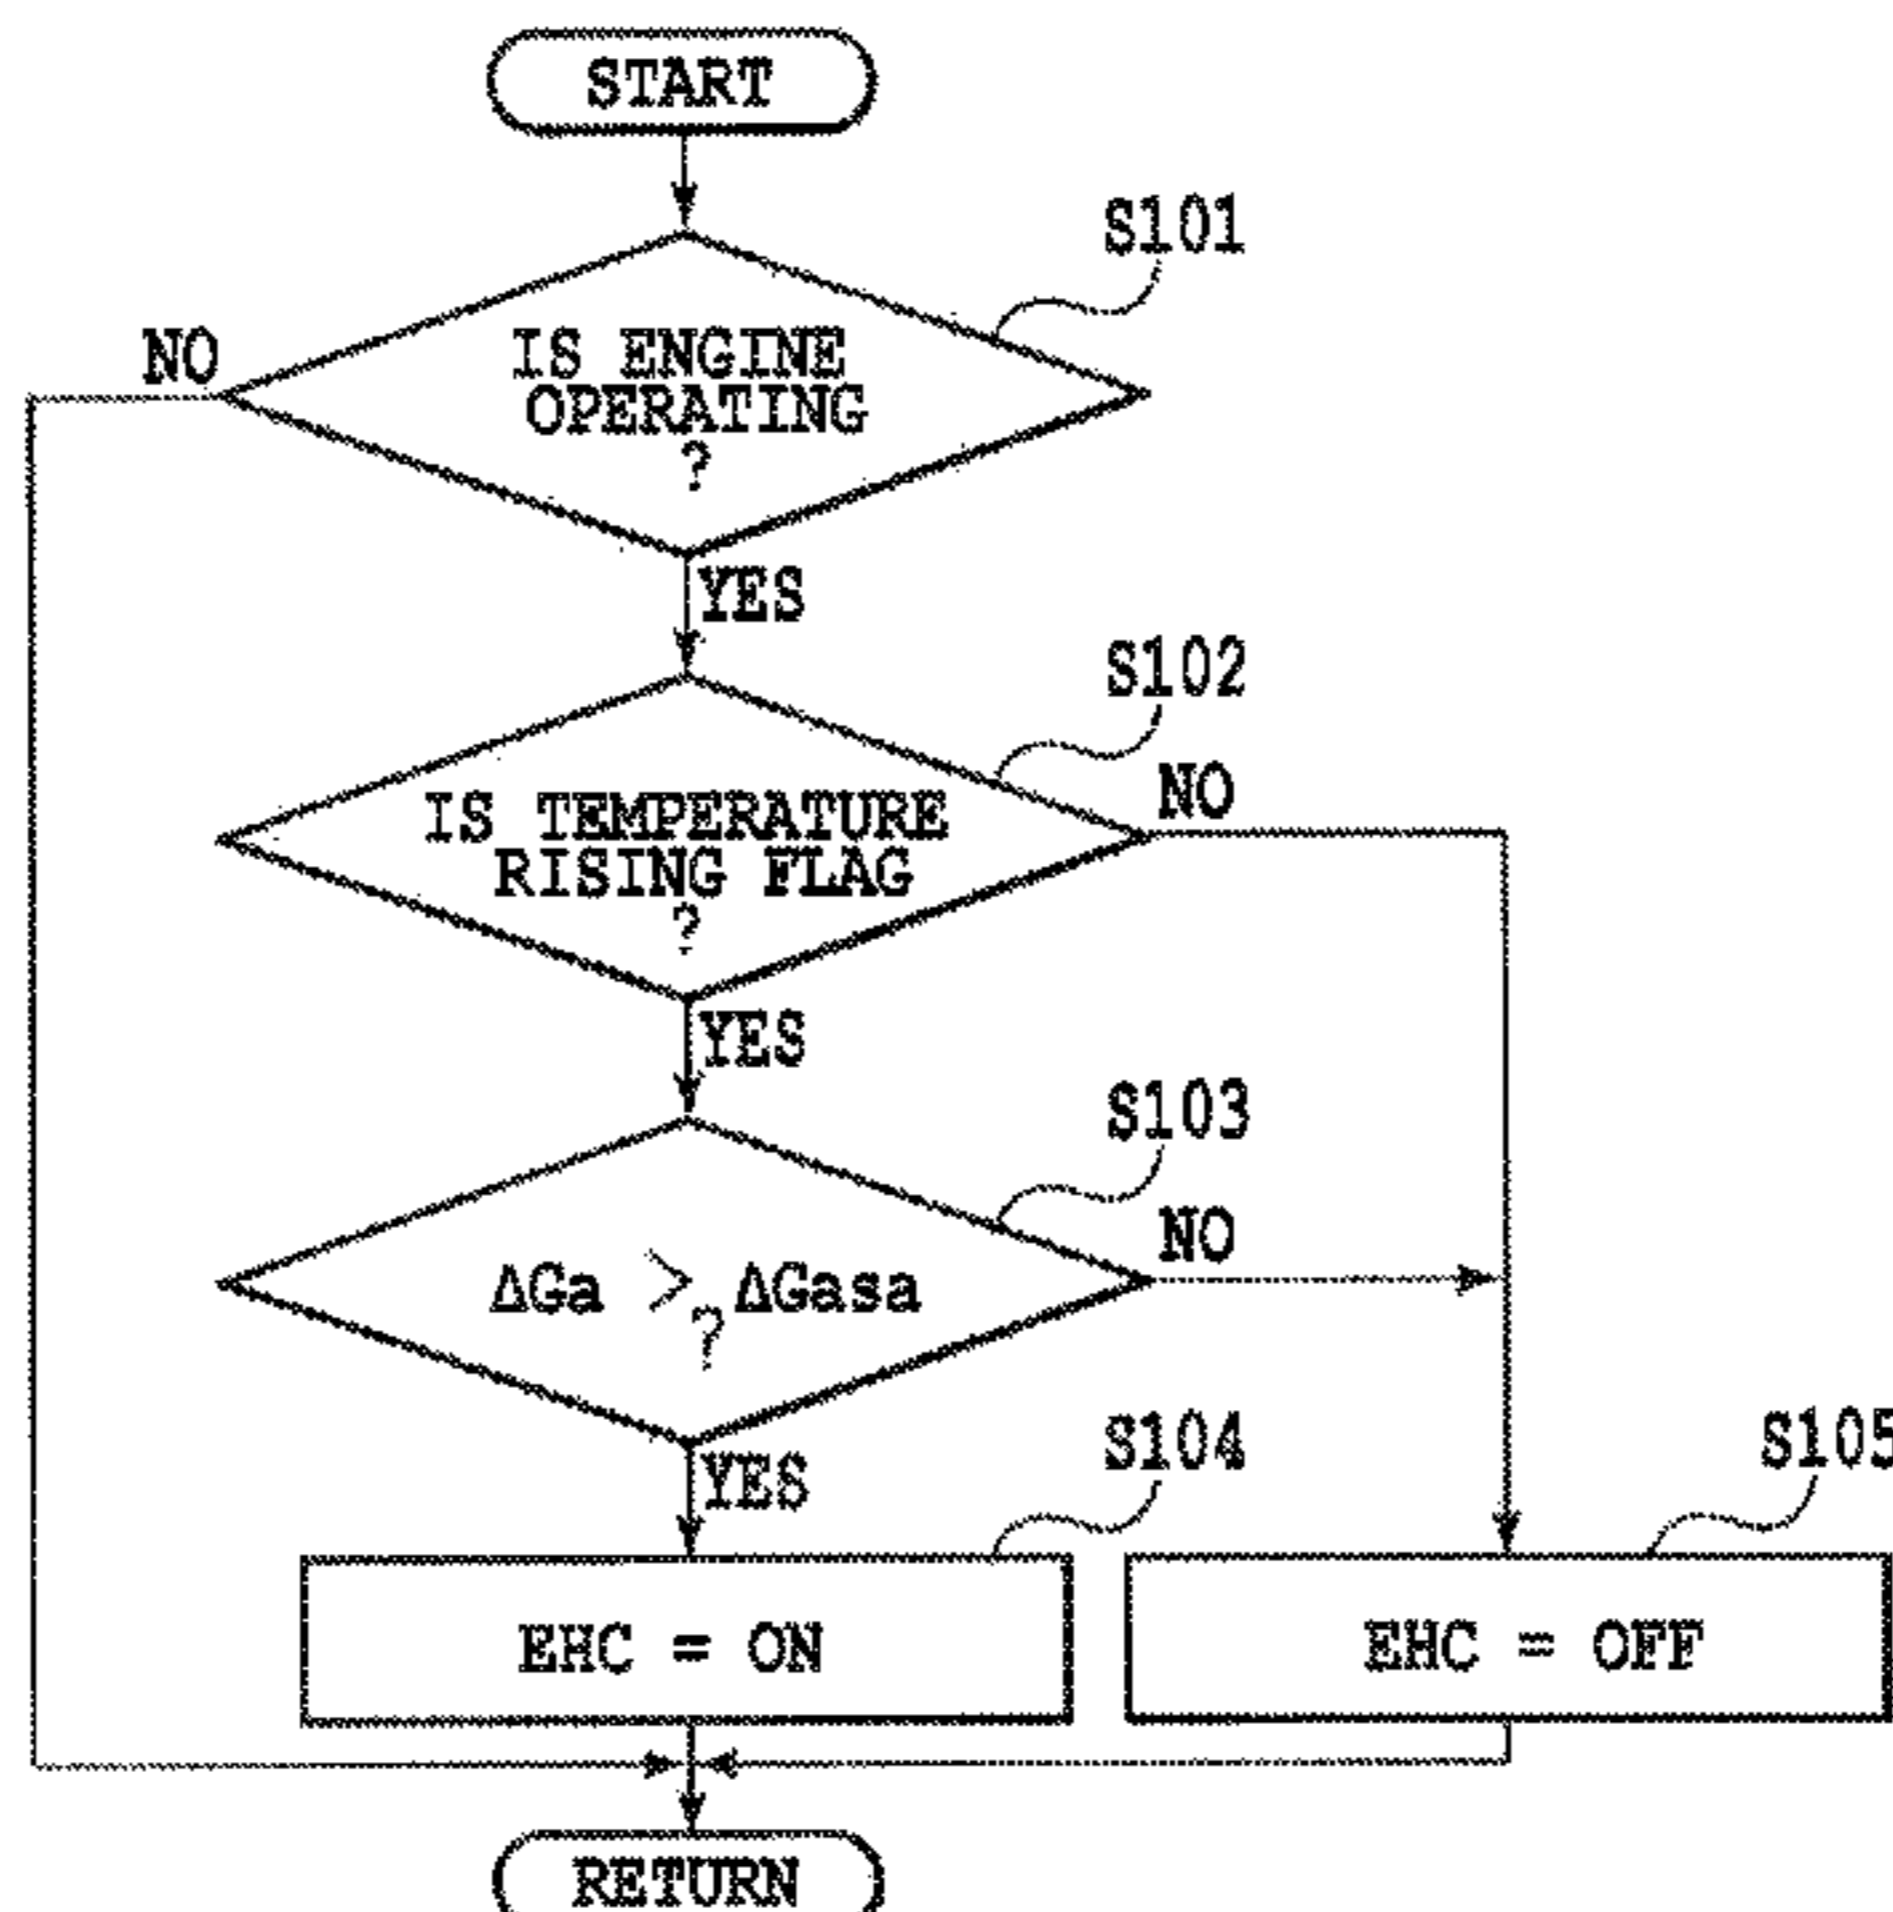 START
S101
NO
IS ENGINE
OPERATING
?
YES
S102
NO
IS TEMPERATURE
RISING FLAG
?
YES
S103
NO
ΔGa > ΔGasa
?
YES
S104
S105
EHC = ON
EHC = OFF
RETURN